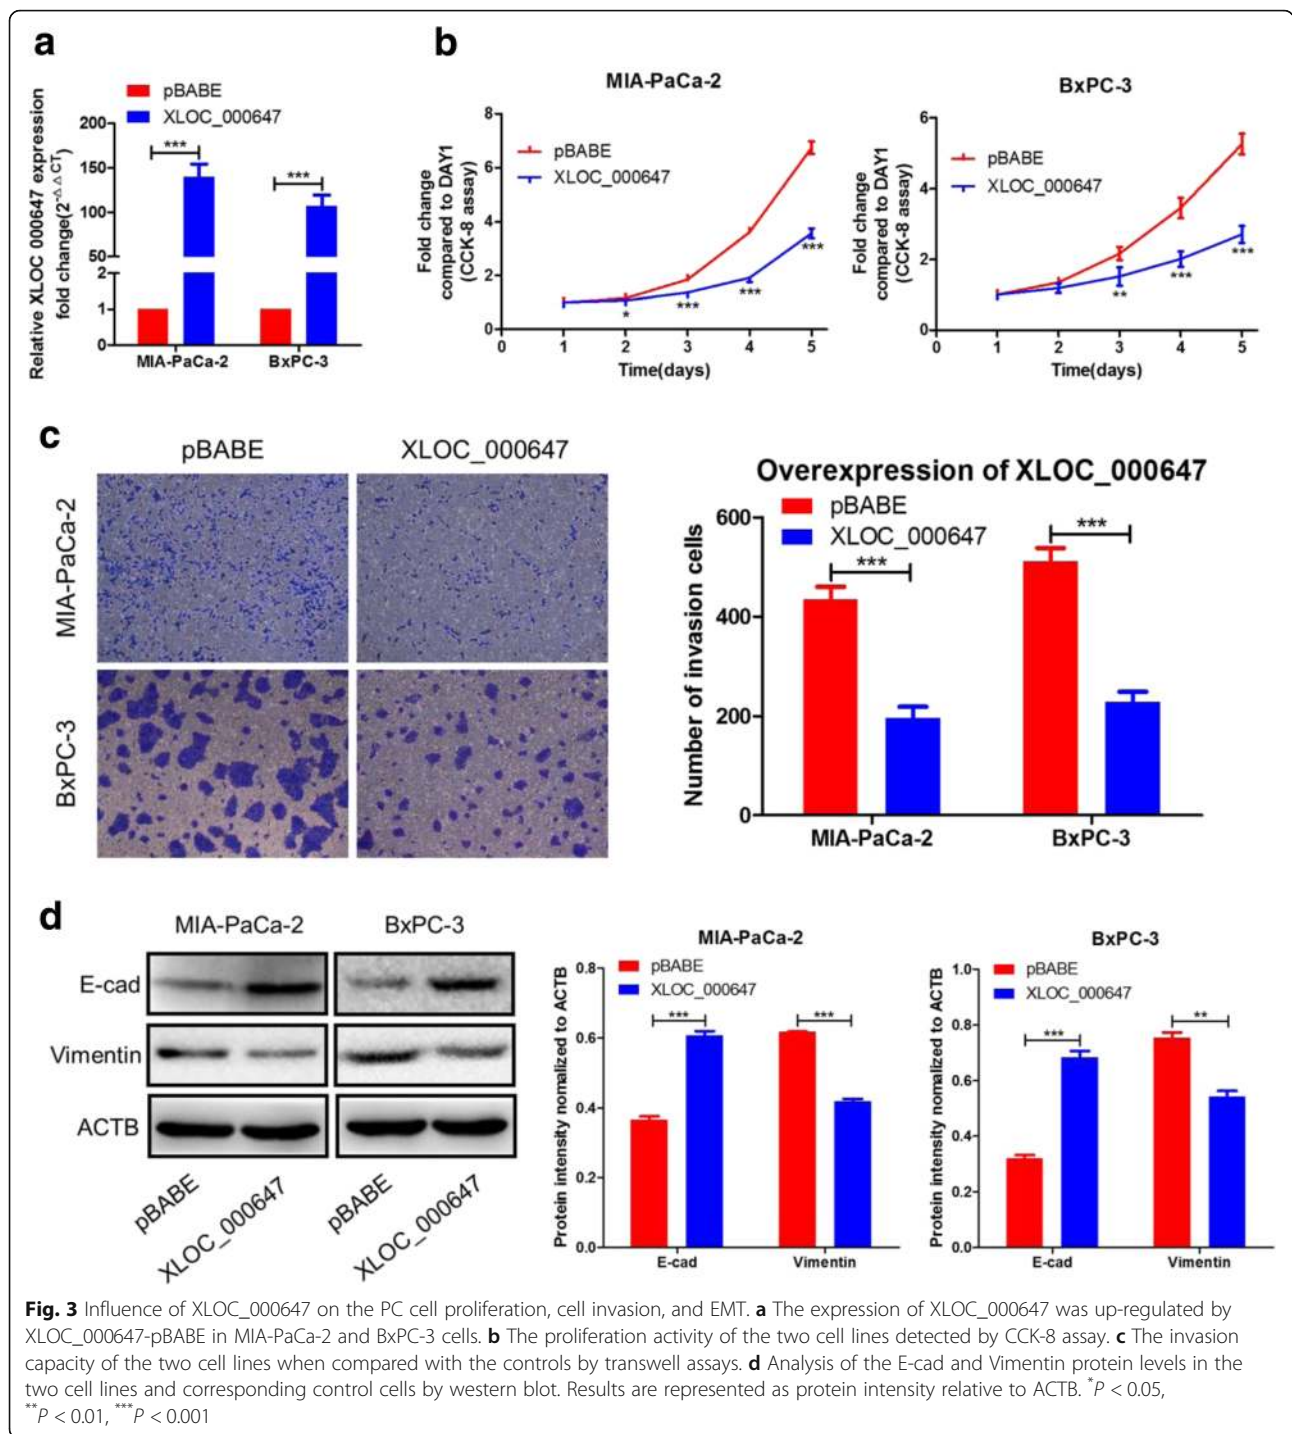 a
pBABE
XLOC_000647
Relative XLOC 000647 expression
fold change(2^-△△CT)
200
150
100
50
2
1
0
***
***
MIA-PaCa-2
BxPC-3
b
MIA-PaCa-2
pBABE
XLOC_000647
Fold change
compared to DAY1
(CCK-8 assay)
8
6
4
2
0
*
***
***
***
0 1 2 3 4 5
Time(days)
BxPC-3
pBABE
XLOC_000647
Fold change
compared to DAY1
(CCK-8 assay)
6
4
2
0
**
***
***
0 1 2 3 4 5
Time(days)
c
pBABE
XLOC_000647
MIA-PaCa-2
BxPC-3
Overexpression of XLOC_000647
pBABE
XLOC_000647
Number of invasion cells
600
400
200
0
***
***
MIA-PaCa-2
BxPC-3
d
MIA-PaCa-2
BxPC-3
E-cad
Vimentin
ACTB
pBABE
XLOC_000647
pBABE
XLOC_000647
MIA-PaCa-2
pBABE
XLOC_000647
Protein intensity nomalized to ACTB
0.8
0.6
0.4
0.2
0.0
***
***
E-cad
Vimentin
BxPC-3
pBABE
XLOC_000647
Protein intensity nomalized to ACTB
1.0
0.8
0.6
0.4
0.2
0.0
***
**
E-cad
Vimentin
Fig. 3 Influence of XLOC_000647 on the PC cell proliferation, cell invasion, and EMT. a The expression of XLOC_000647 was up-regulated by
XLOC_000647-pBABE in MIA-PaCa-2 and BxPC-3 cells. b The proliferation activity of the two cell lines detected by CCK-8 assay. c The invasion
capacity of the two cell lines when compared with the controls by transwell assays. d Analysis of the E-cad and Vimentin protein levels in the
two cell lines and corresponding control cells by western blot. Results are represented as protein intensity relative to ACTB. *P < 0.05,
**P < 0.01, ***P < 0.001